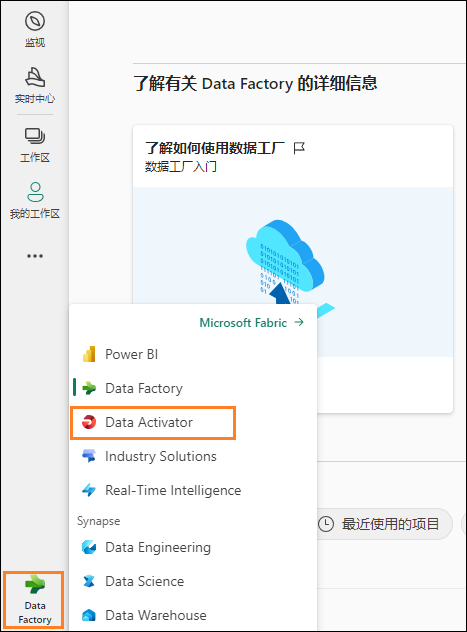 监视
实时中心
工作区
我的工作区
了解有关 Data Factory 的详细信息
了解如何使用数据工厂
数据工厂入门
Microsoft Fabric
Power BI
Data Factory
Data Activator
Industry Solutions
Real-Time Intelligence
Synapse
Data Engineering
Data Science
Data Warehouse
最近使用的项目
Data
Factory